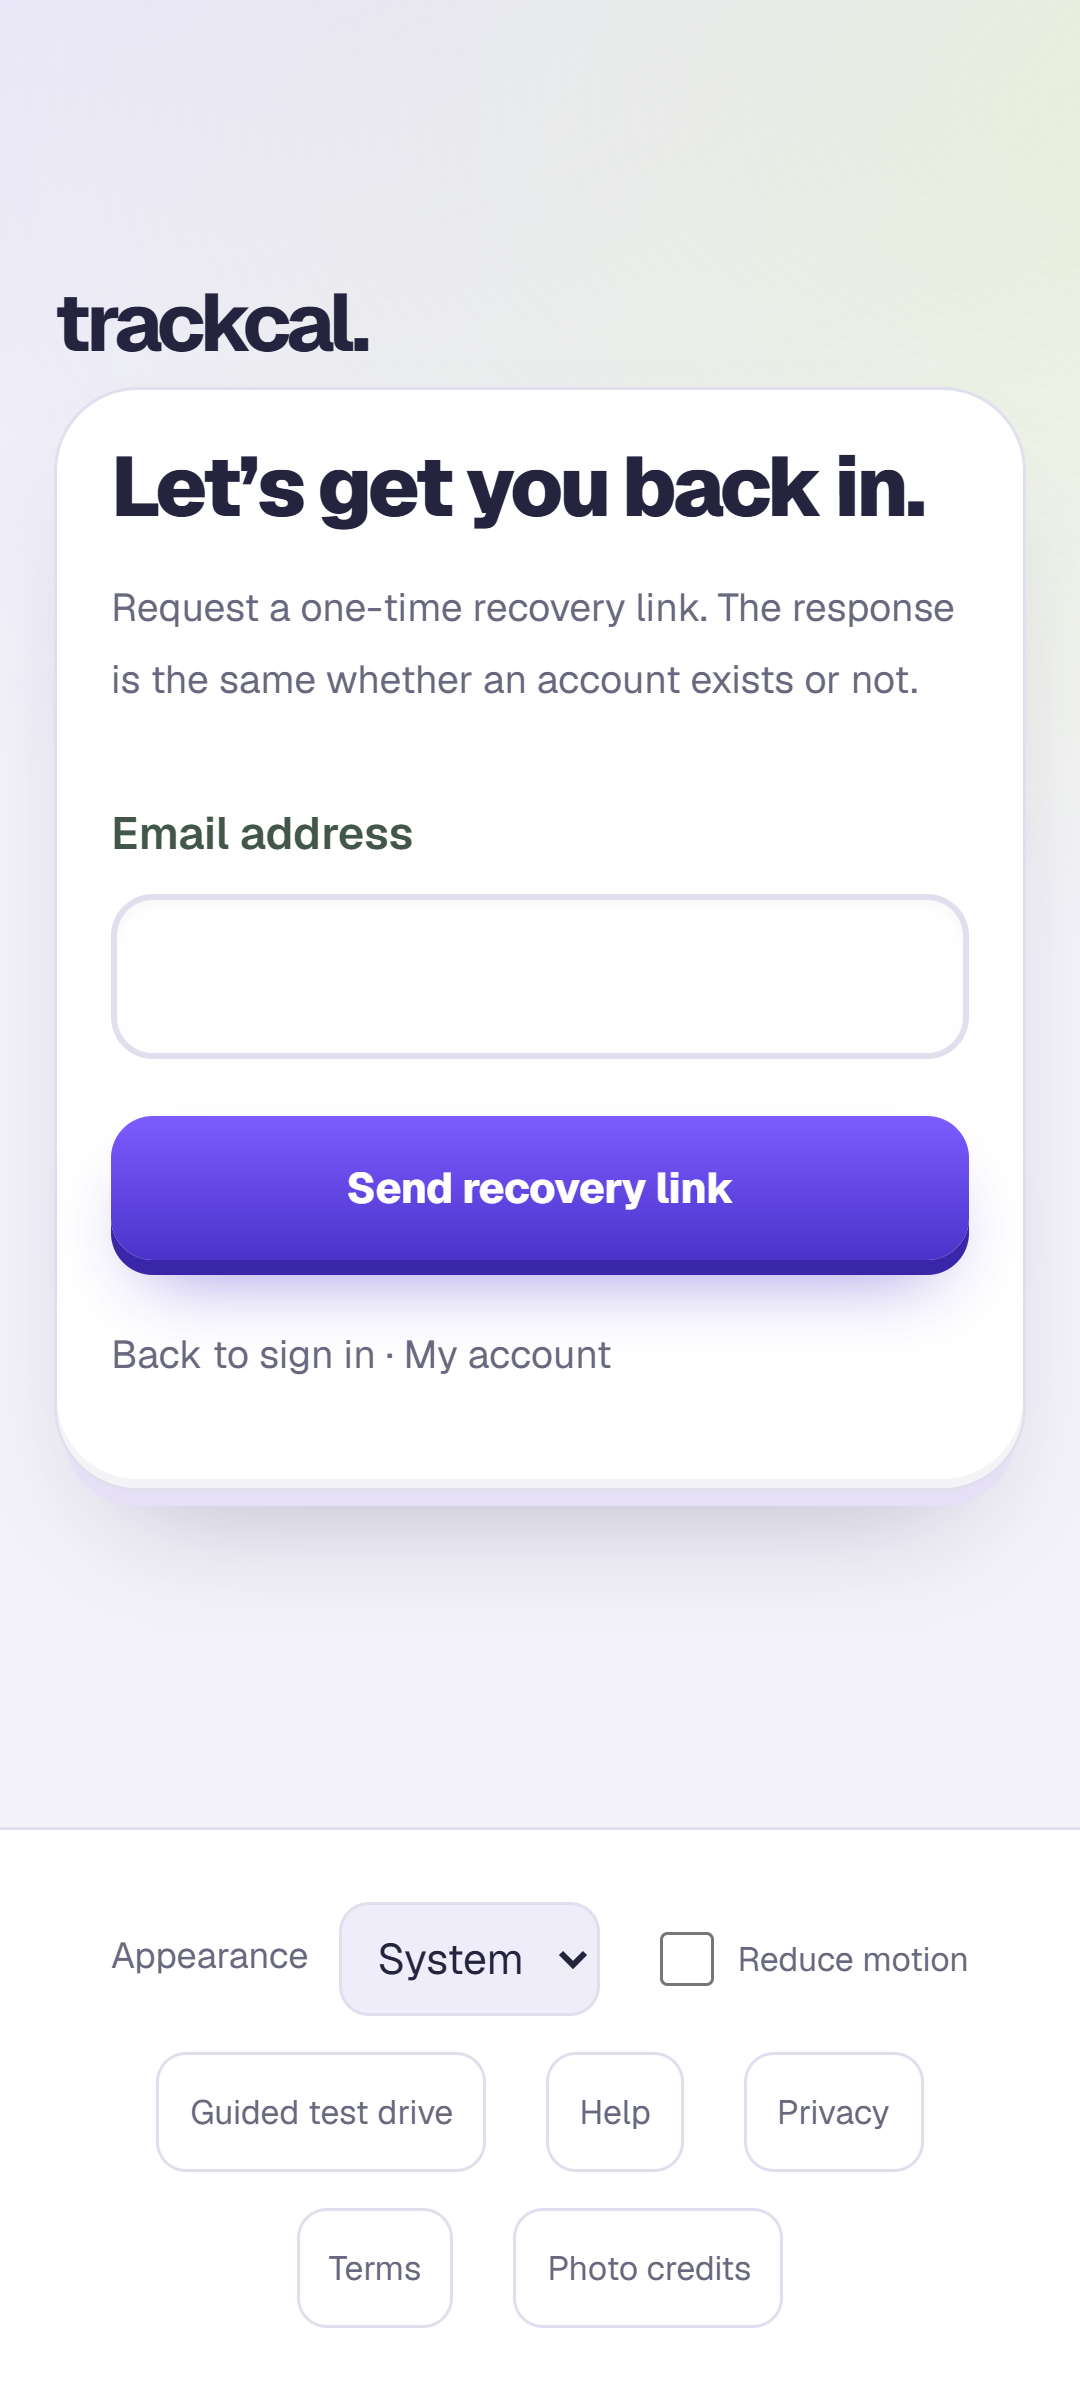 trackcal.
Let’s get you back in.
Request a one-time recovery link. The response
is the same whether an account exists or not.
Email address
Send recovery link
Back to sign in · My account
Appearance System Reduce motion
Guided test drive Help Privacy
Terms Photo credits